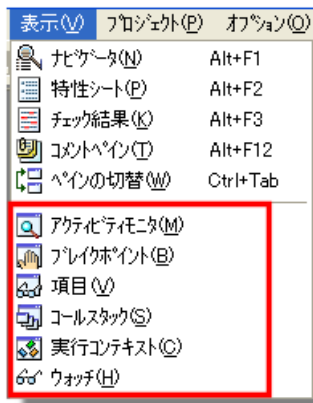 表示(V) プロジェクト(P) オプション(O)
ナビゲータ(N) Alt+F1
特性シート(P) Alt+F2
チェック結果(K) Alt+F3
コメントペイン(T) Alt+F12
ペインの切替(W) Ctrl+Tab
アクティビティモニタ(M)
ブレイクポイント(B)
項目(V)
コールスタック(S)
実行コンテキスト(C)
ウォッチ(H)